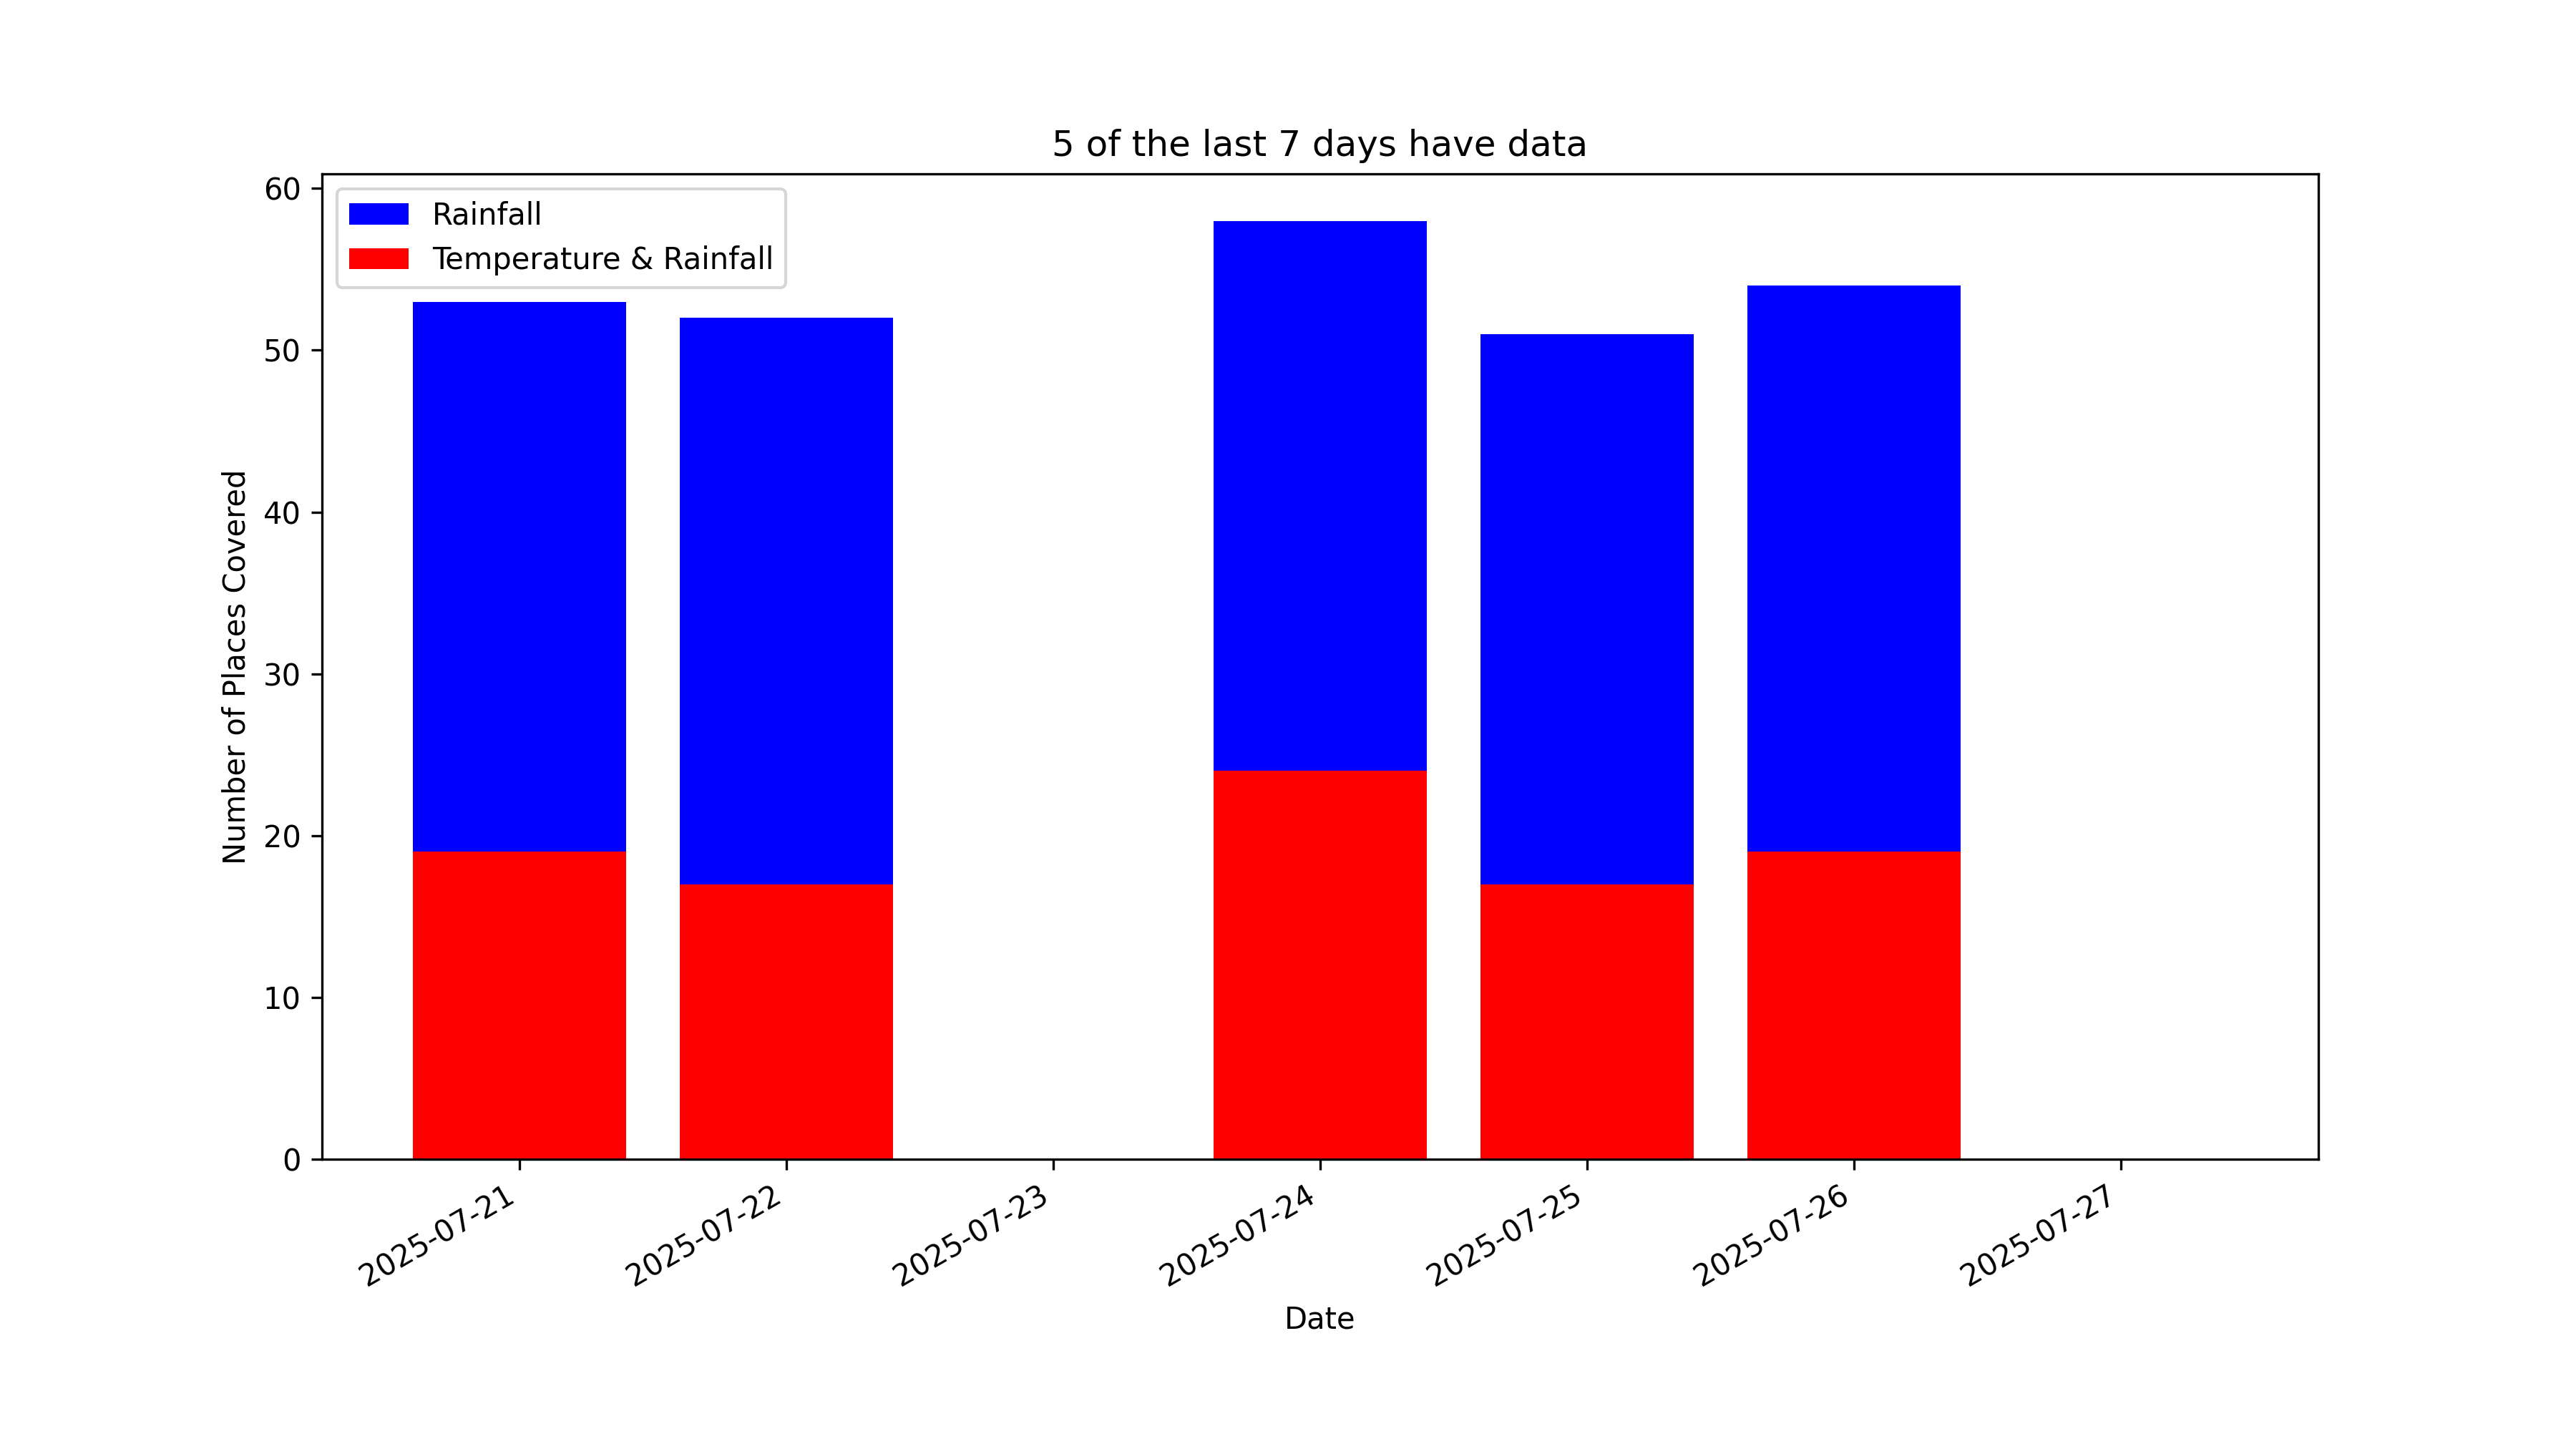 5 of the last 7 days have data
Rainfall
Temperature & Rainfall
Number of Places Covered
60
50
40
30
20
10
0
2025-07-21
2025-07-22
2025-07-23
2025-07-24
2025-07-25
2025-07-26
2025-07-27
Date